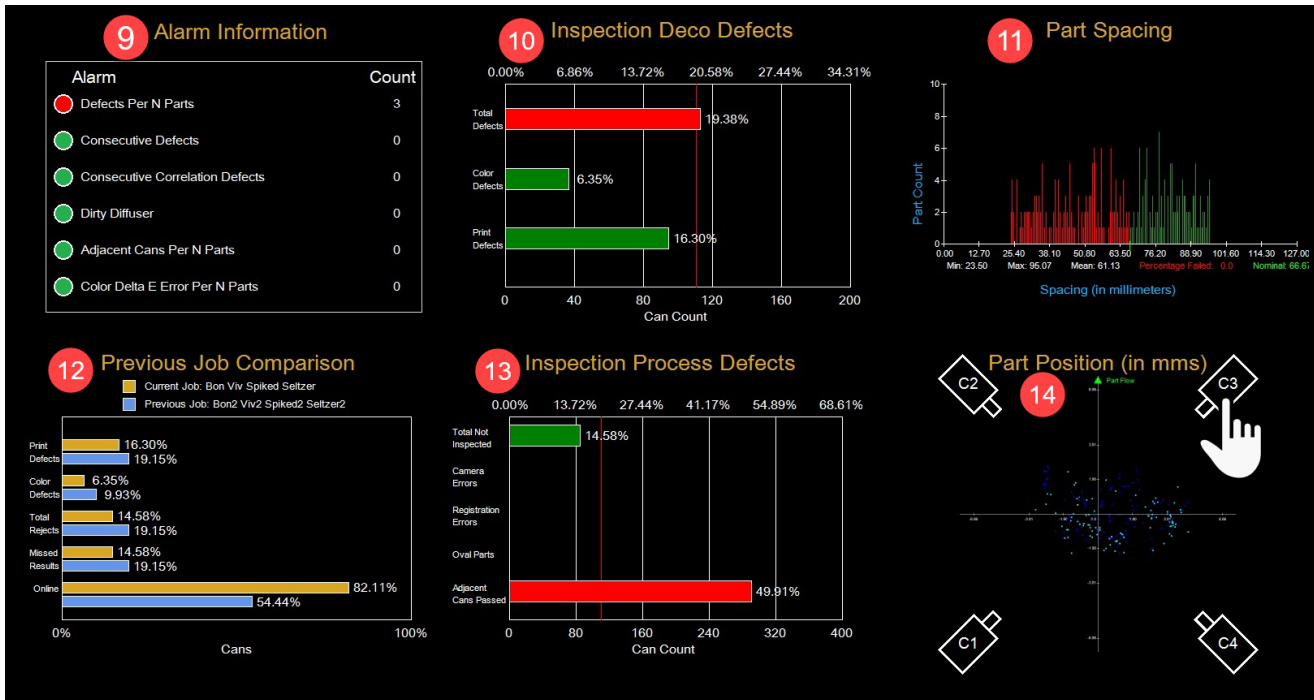 9 Alarm Information
Alarm Count
Defects Per N Parts 3
Consecutive Defects 0
Consecutive Correlation Defects 0
Dirty Diffuser 0
Adjacent Cans Per N Parts 0
Color Delta E Error Per N Parts 0
10 Inspection Deco Defects
0.00% 6.86% 13.72% 20.58% 27.44% 34.31%
Total
Defects
19.38%
Color
Defects
6.35%
Print
Defects
16.30%
0 40 80 120 160 200
Can Count
11 Part Spacing
10
8
6
4
2
0
Part Count
0.00 12.70 25.40 38.10 50.80 63.50 76.20 88.90 101.60 114.30 127.00
Min: 23.50 Max: 95.07 Mean: 61.13 Percentage Failed: 0.0 Nominal: 66.67
Spacing (in millimeters)
12 Previous Job Comparison
Current Job: Bon Viv Spiked Seltzer
Previous Job: Bon2 Viv2 Spiked2 Seltzer2
Print
Defects
16.30%
19.15%
Color
Defects
6.35%
9.93%
Total
Rejects
14.58%
19.15%
Missed
Results
14.58%
19.15%
Online
82.11%
54.44%
0% 100%
Cans
13 Inspection Process Defects
0.00% 13.72% 27.44% 41.17% 54.89% 68.61%
Total Not
Inspected
14.58%
Camera
Errors
Registration
Errors
Oval Parts
Adjacent
Cans Passed
49.91%
0 80 160 240 320 400
Can Count
Part Position (in mms)
14
C2
C3
Part Flow
C1
C4